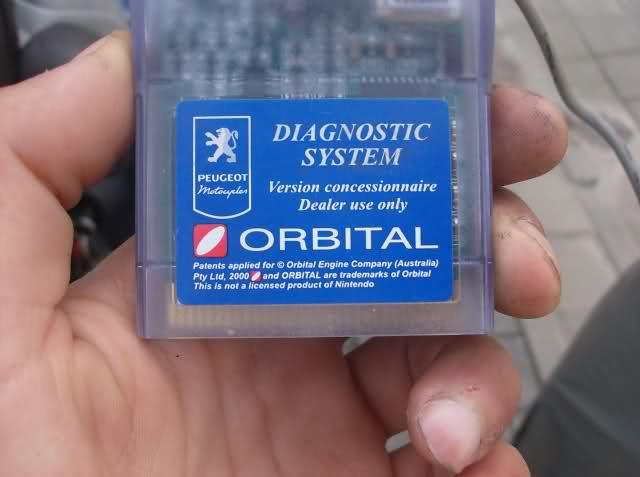 PEUGEOT
Motocycles
DIAGNOSTIC
SYSTEM
Version concessionnaire
Dealer use only
ORBITAL
Patents applied for © Orbital Engine Company (Australia)
Pty Ltd, 2000 and ORBITAL are trademarks of Orbital
This is not a licensed product of Nintendo